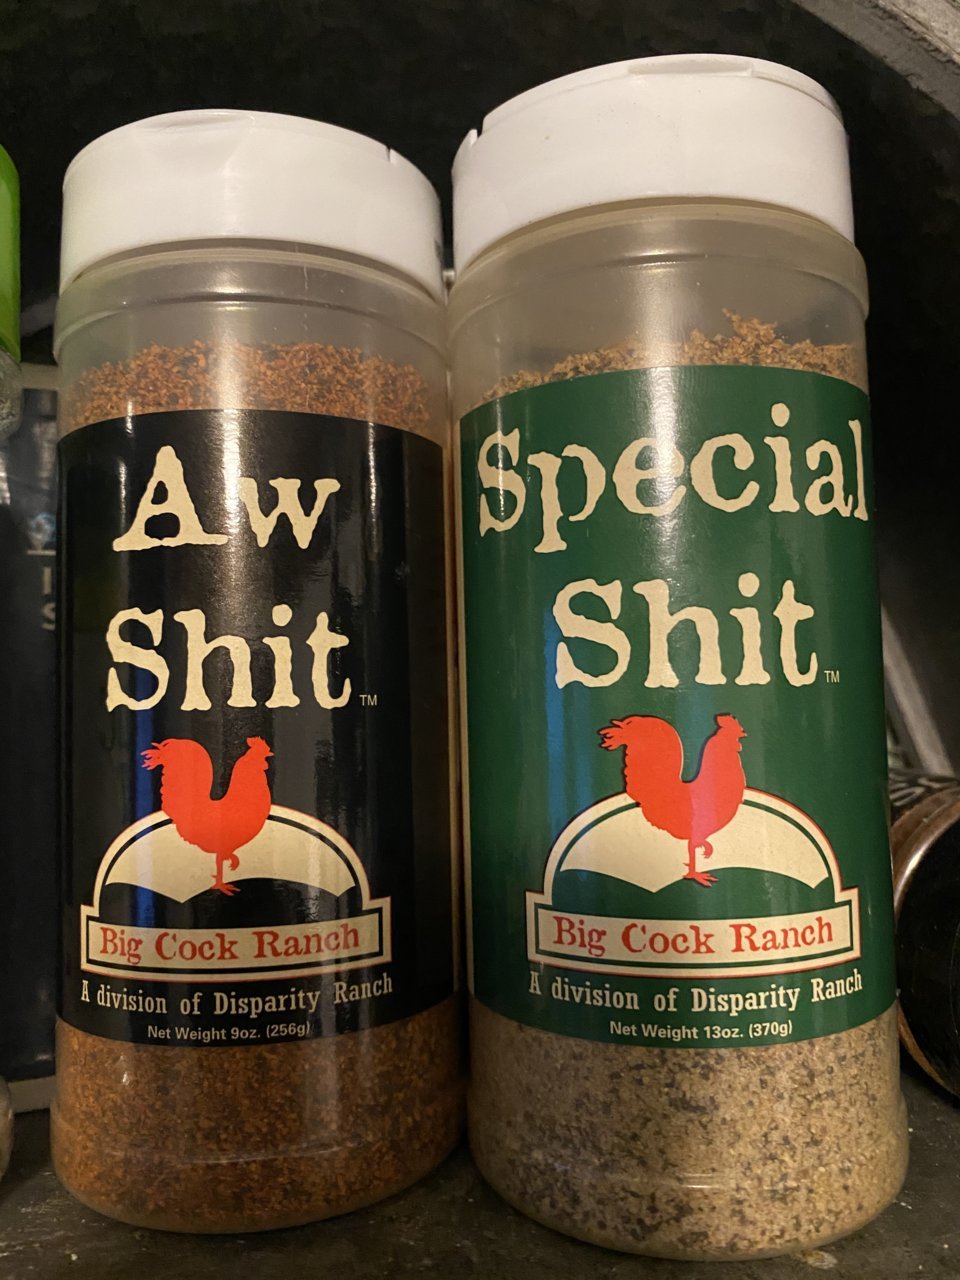 Aw
Shit™
Big Cock Ranch
A division of Disparity Ranch
Net Weight 9oz. (256g)
Special
Shit™
Big Cock Ranch
A division of Disparity Ranch
Net Weight 13oz. (370g)